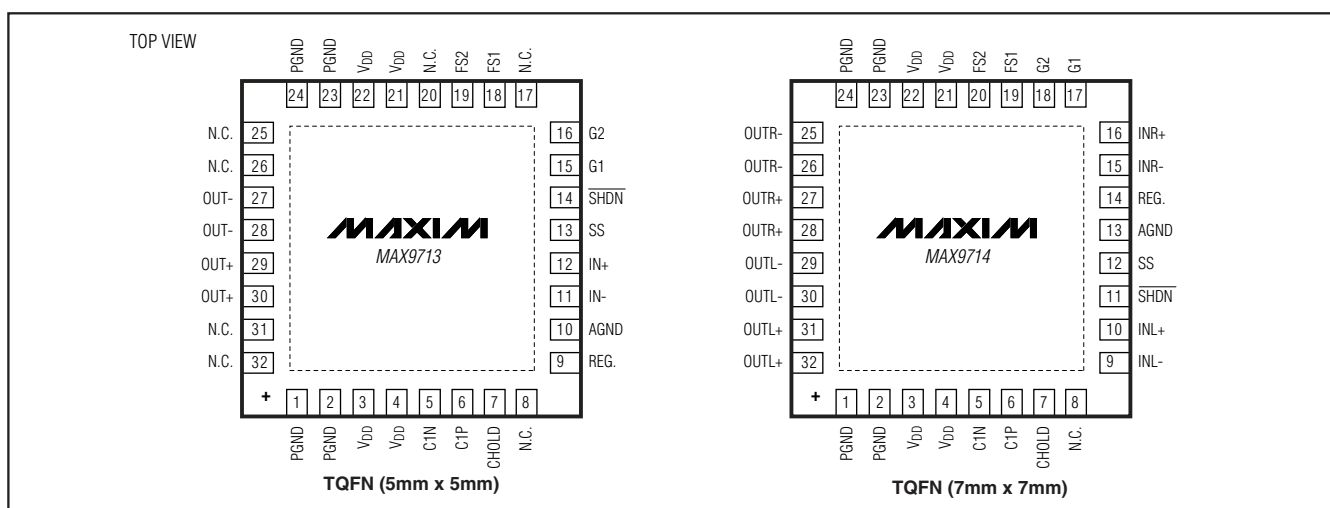 TOP VIEW
PGND PGND VDD VDD N.C. FS2 FS1 N.C.
24 23 22 21 20 19 18 17
N.C. 25
N.C. 26
OUT- 27
OUT- 28
OUT+ 29
OUT+ 30
N.C. 31
N.C. 32
16 G2
15 G1
14 SHDN
13 SS
12 IN+
11 IN-
10 AGND
9 REG.
MAXIM
MAX9713
+ 1 2 3 4 5 6 7 8
PGND PGND VDD VDD C1N C1P CHOLD N.C.
TQFN (5mm x 5mm)
PGND PGND VDD VDD FS2 FS1 G2 G1
24 23 22 21 20 19 18 17
OUTR- 25
OUTR- 26
OUTR+ 27
OUTR+ 28
OUTL- 29
OUTL- 30
OUTL+ 31
OUTL+ 32
16 INR+
15 INR-
14 REG.
13 AGND
12 SS
11 SHDN
10 INL+
9 INL-
MAXIM
MAX9714
+ 1 2 3 4 5 6 7 8
PGND PGND VDD VDD C1N C1P CHOLD N.C.
TQFN (7mm x 7mm)